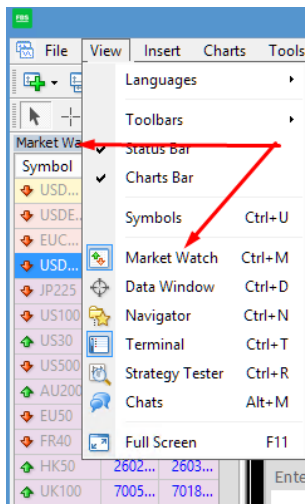 FBS
File View Insert Charts Tools
Languages
Toolbars
Market Wa
Status Bar
Symbol
Charts Bar
USD...
USDE..
Symbols Ctrl+U
EUC...
USD...
Market Watch Ctrl+M
JP225
Data Window Ctrl+D
US100
Navigator Ctrl+N
US30
Terminal Ctrl+T
US500
Strategy Tester Ctrl+R
AU200
Chats Alt+M
EU50
FR40
Full Screen F11
HK50 2602... 2603...
UK100 7005... 7018...
Ente